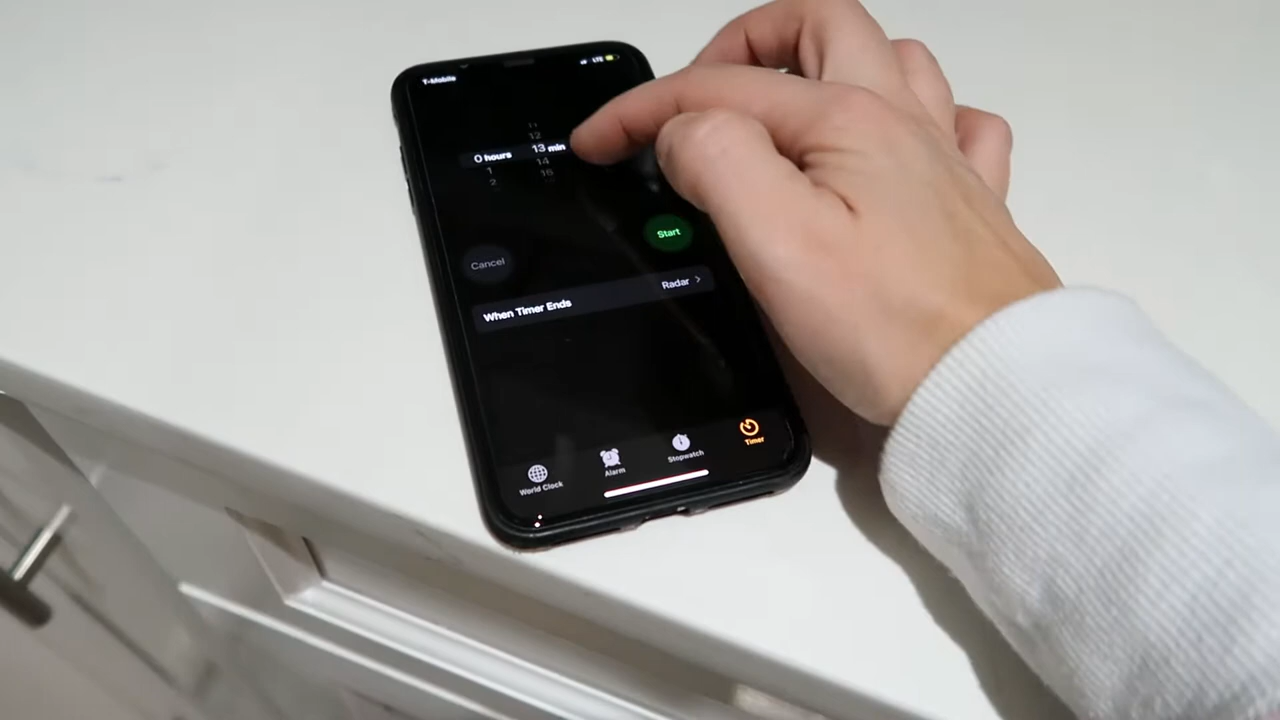 T-Mobile LTE
11
12
0 hours 13 min
1 14
2 15
Start
Cancel
When Timer Ends Radar
World Clock Alarm Stopwatch Timer